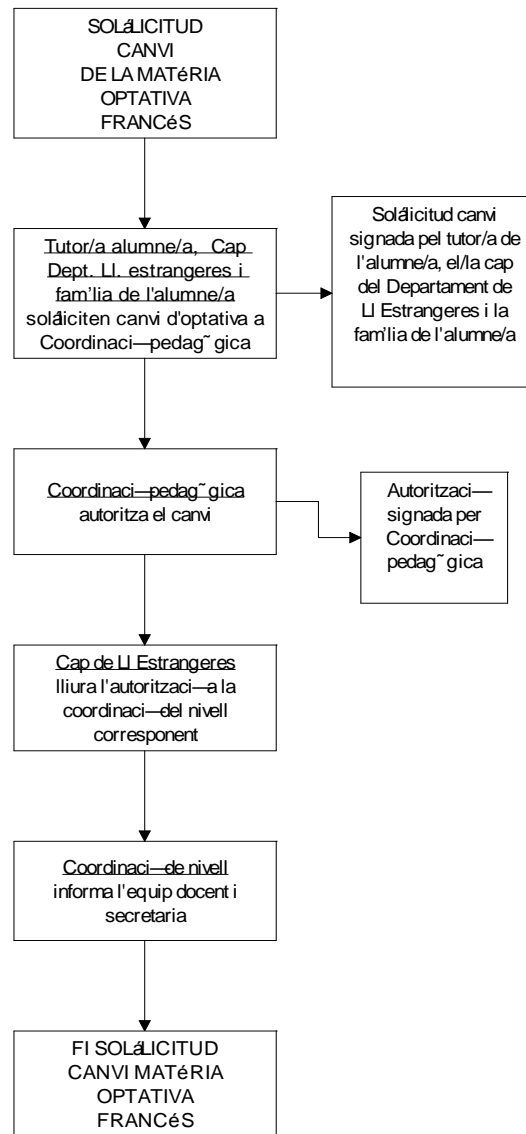 SOLáLICITUD
CANVI
DE LA MATéRIA
OPTATIVA
FRANCéS
Tutor/a alumne/a, Cap
Dept. Ll. estrangeres i
fam’lia de l'alumne/a
soláliciten canvi d'optativa a
Coordinaci—pedag˜ gica
SoláLicitud canvi
signada pel tutor/a de
l'alumne/a, el/la cap
del Departament de
Ll Estrangeres i la
fam’lia de l'alumne/a
Coordinaci—pedag˜ gica
autoritza el canvi
Autoritzaci—
signada per
Coordinaci—
pedag˜ gica
Cap de Ll Estrangeres
lliura l'autoritzaci—a la
coordinaci—del nivell
corresponent
Coordinaci—de nivell
informa l'equip docent i
secretaria
FI SOLáLICITUD
CANVI MATéRIA
OPTATIVA
FRANCéS